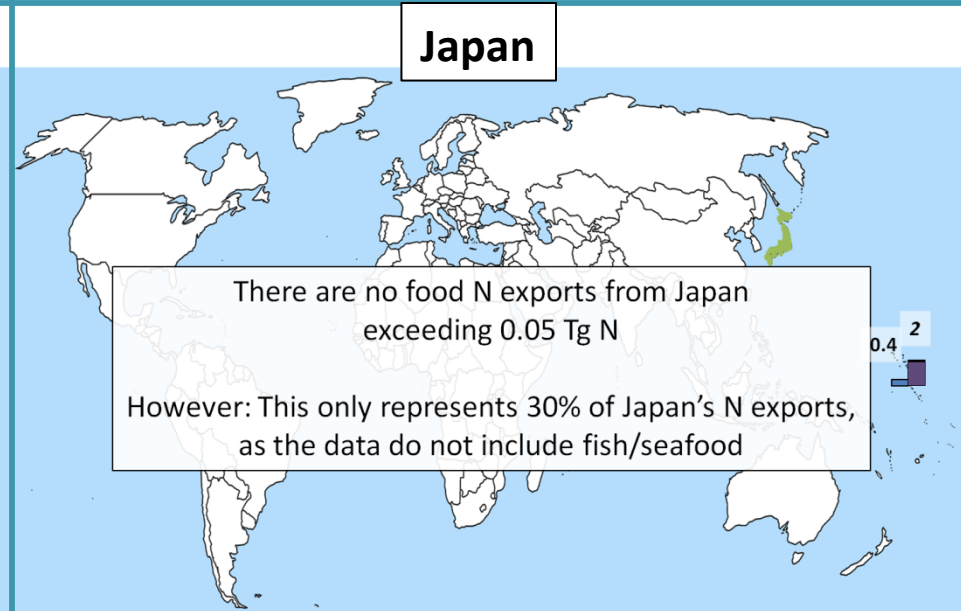 Japan
There are no food N exports from Japan
exceeding 0.05 Tg N
However: This only represents 30% of Japan's N exports,
as the data do not include fish/seafood
0.4
2